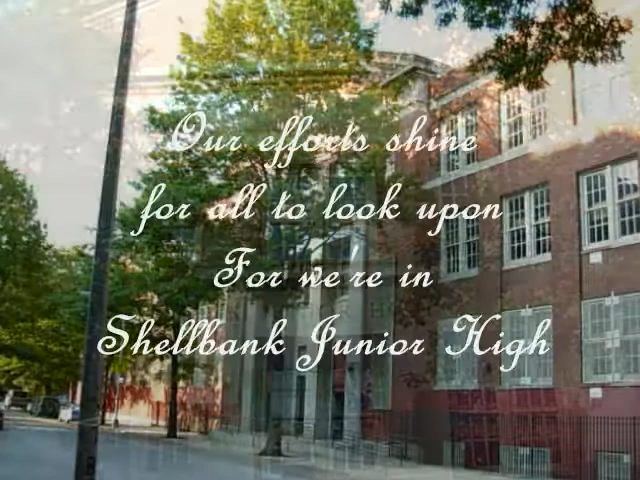 Our efforts shine
for all to look upon
For we're in
Shellbank Junior High